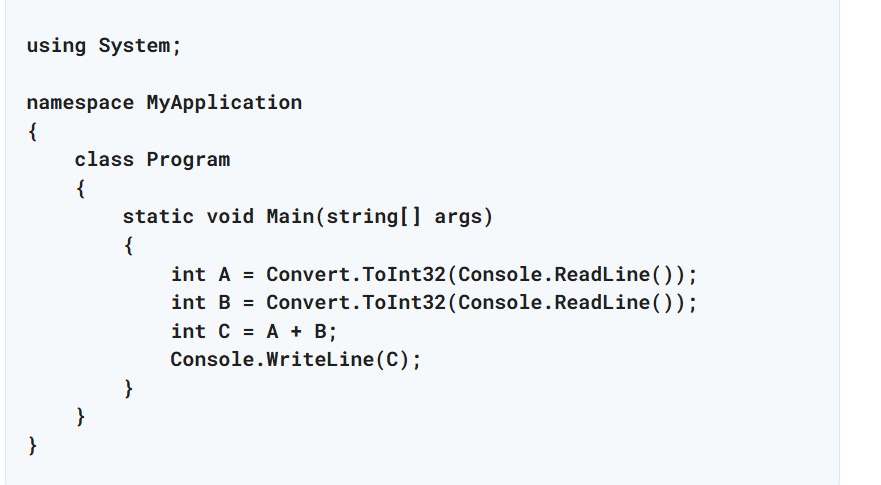 using System;

namespace MyApplication
{
    class Program
    {
        static void Main(string[] args)
        {
            int A = Convert.ToInt32(Console.ReadLine());
            int B = Convert.ToInt32(Console.ReadLine());
            int C = A + B;
            Console.WriteLine(C);
        }
    }
}